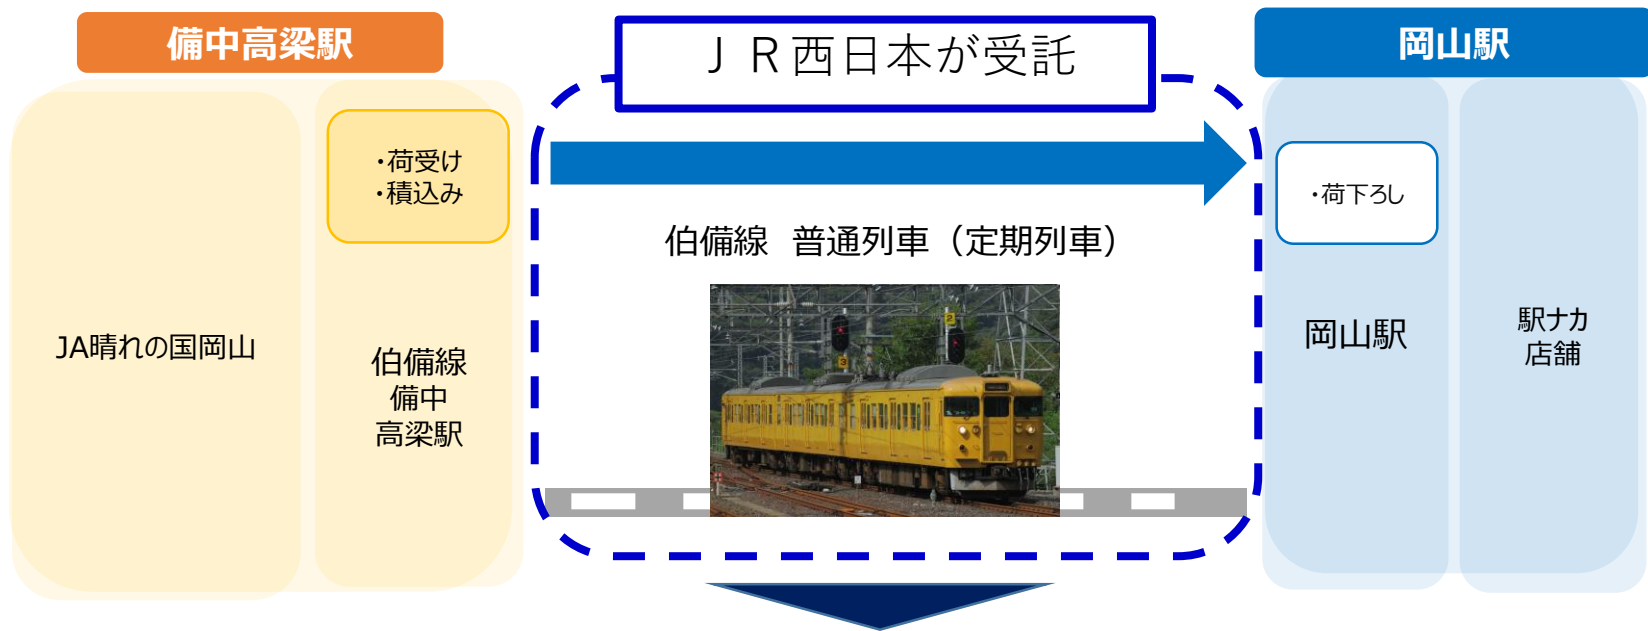 備中高梁駅
ＪＲ西日本が受託
岡山駅
・荷受け
・積込み
・荷下ろし
伯備線 普通列車（定期列車）
JA晴れの国岡山
伯備線
備中
高梁駅
岡山駅
駅ナカ
店舗
2
3